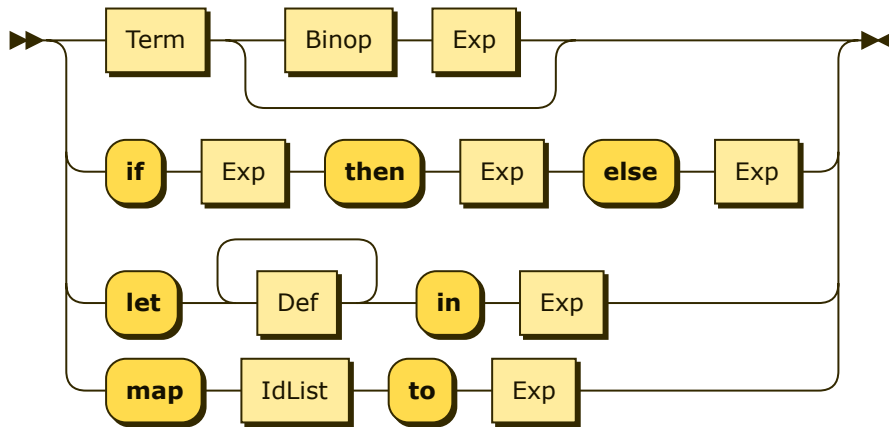 Term Binop Exp
if Exp then Exp else Exp
let Def in Exp
map IdList to Exp